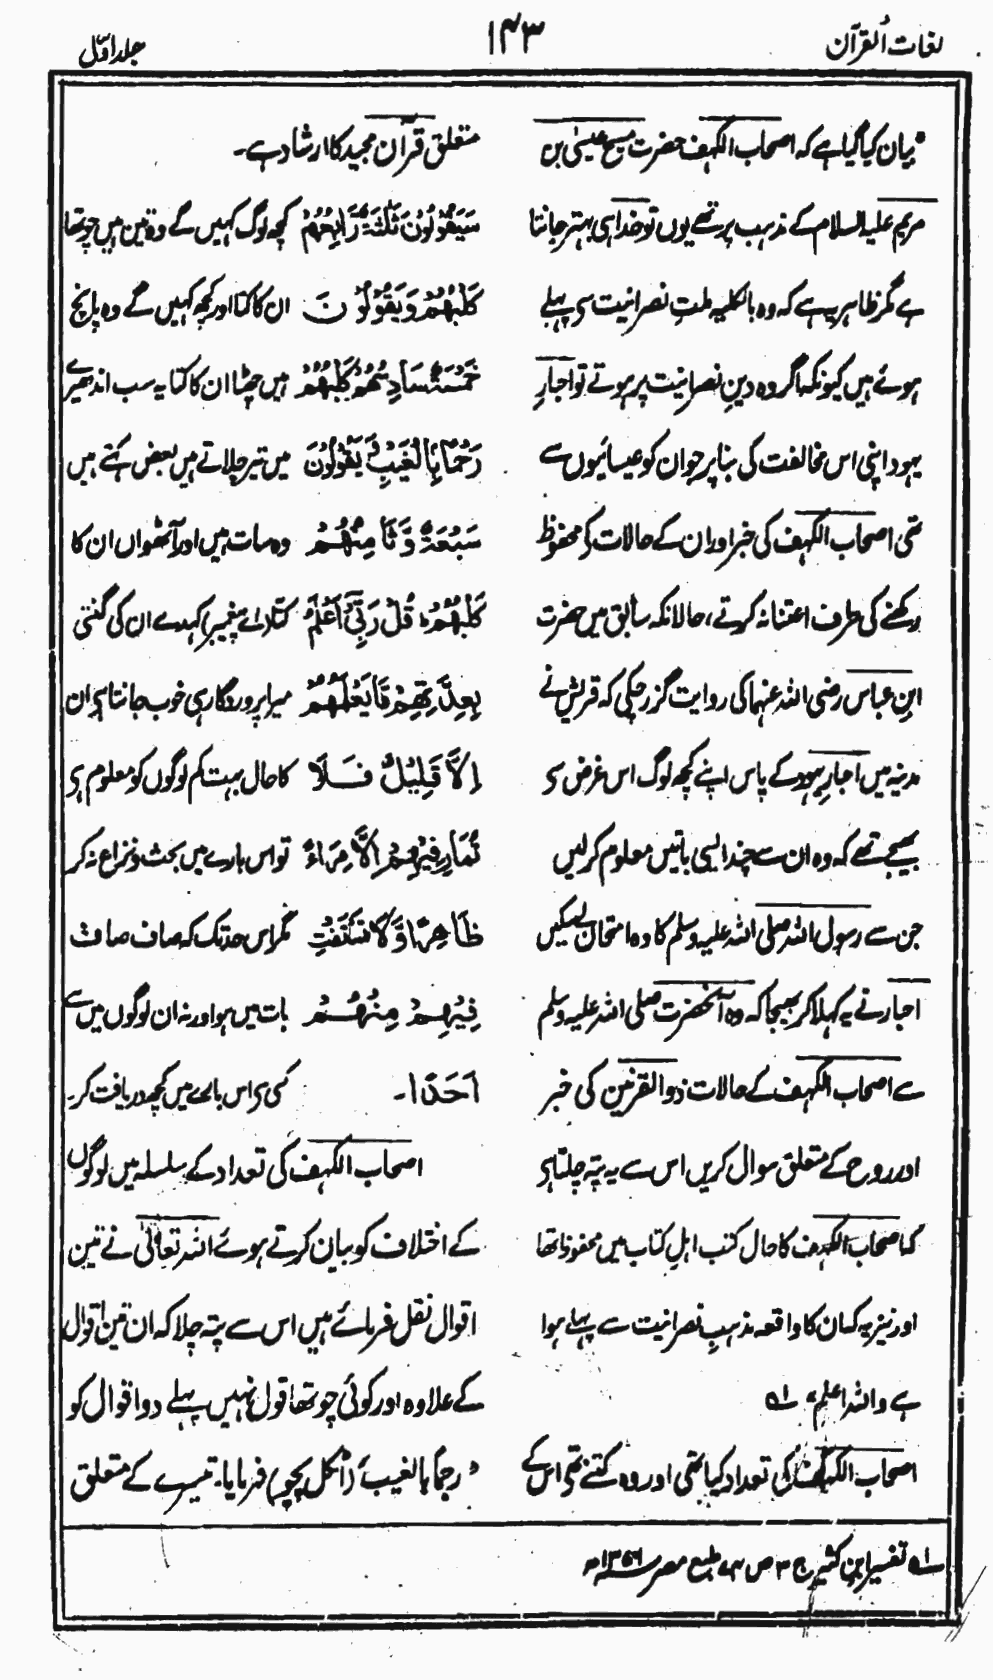 لغات القرآن
۱۴۳
جلد اوّل
"بیان کیا گیا ہے کہ اصحاب الکہف حضرت مسیح عیسیٰ بن
مریم علیہ السلام کے مذہب پر تھے یوں تو خدا ہی بہتر جانتا
ہے مگر ظاہر یہ ہے کہ وہ بالکلیہ ملتِ نصرانیت سی پہلے
ہوئے ہیں کیونکہ اگر وہ دینِ نصرانیت پر ہوتے تو احبارِ
یہود اپنی اس مخالفت کی بنا پر جو ان کو عیسائیوں سے
تھی اصحاب الکہف کی خبر اور ان کے حالات کو محفوظ
رکھنے کی طرف اعتنا نہ کرتے، حالانکہ سابق میں حضرت
ابن عباس رضی اللہ عنہما کی روایت گزر چکی کہ قریش نے
مدینہ میں احبارِ یہود کے پاس اپنے کچھ لوگ اس غرض سی
بھیجے تھے کہ وہ ان سے چند ایسی باتیں معلوم کر لیں
جن سے رسول اللہ صلی اللہ علیہ وسلم کا وہ امتحان لے سکیں
احبار نے یہ کہلا کر بھیجا کہ وہ آنحضرت صلی اللہ علیہ وسلم
سے اصحاب الکہف کے حالات ذوالقرنین کی خبر
اور روح کے متعلق سوال کریں اس سے یہ پتہ چلتا ہی
کہ اصحاب الکہف کا حال کتب اہلِ کتاب میں محفوظ تھا
اور نیز یہ کہ ان کا واقعہ مذہبِ نصرانیت سے پہلے ہوا
ہے واللہ اعلم، ۱ہ
اصحاب الکہف کی تعداد کیا تھی اور وہ کتنے تھے اس کے
متعلق قرآن مجید کا ارشاد ہے۔
سَيَقُولُونَ ثَلٰثَةٌ رَّابِعُهُمْ کچھ لوگ کہیں گے وہ تین ہیں چوتھا
كَلْبُهُمْ وَيَقُولُونَ ان کا کتا اور کچھ کہیں گے وہ پانچ
خَمْسَةٌ سَادِسُهُمْ كَلْبُهُمْ ہیں چھٹا ان کا کتا یہ سب اندھیرے
رَجْمًا بِالْغَيْبِ وَيَقُولُونَ میں تیر چلاتے ہیں بعض کہتے ہیں
سَبْعَةٌ وَّثَامِنُهُمْ وہ سات ہیں اور آٹھواں ان کا
كَلْبُهُمْ قُلْ رَبِّي أَعْلَمُ کتا (اے پیغمبر) کہدے ان کی گنتی
بِعِدَّتِهِمْ مَّا يَعْلَمُهُمْ میرا پروردگار ہی خوب جانتا ہے ان
إِلَّا قَلِيْلٌ فَلَا کا حال بہت کم لوگوں کو معلوم ہی
تُمَارِ فِيْهِمْ إِلَّا مِرَاءً تو اس بارے میں بحث و نزاع نہ کر
ظَاهِرًا وَّلَا تَسْتَفْتِ مگر اس حد تک کہ صاف صاف
فِيْهِمْ مِنْهُمْ بات میں ہو اور نہ ان لوگوں میں سے
أَحَدًا۔ کسی سی اس بارے میں کچھ دریافت کر۔
اصحاب الکہف کی تعداد کے سلسلہ میں لوگوں
کے اختلاف کو بیان کرتے ہوئے اللہ تعالیٰ نے تین
اقوال نقل فرمائے ہیں اس سے پتہ چلا کہ ان تین اقوال
کے علاوہ اور کوئی چوتھا قول نہیں پہلے دو اقوال کو
"رجماً بالغیب" (اٹکل پچو) فرمایا۔ تیسرے کے متعلق
۱ہ تفسیر ابن کثیر ج ۳ ص ۷۴ طبع مصر ۱۳۵۶ھ